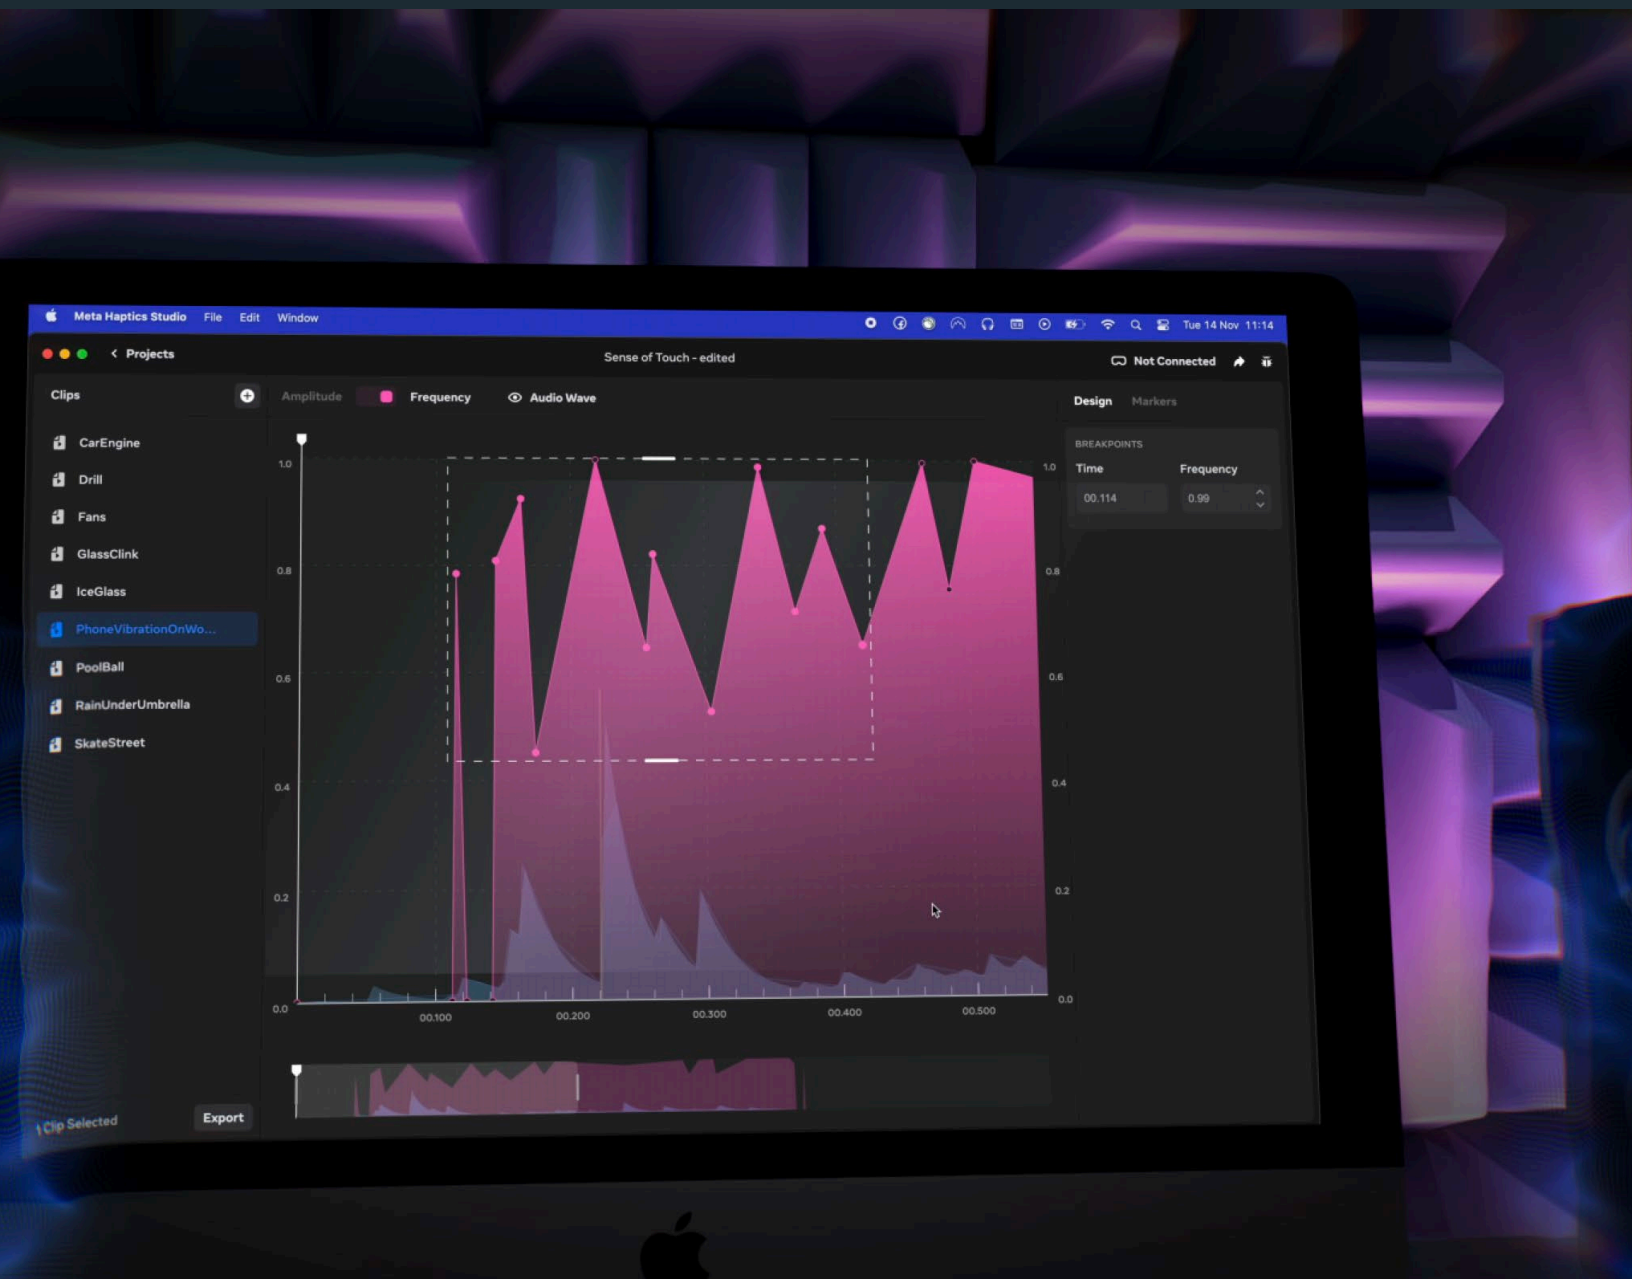 Meta Haptics Studio File Edit Window
Tue 14 Nov 11:14
Projects
Sense of Touch - edited
Not Connected
Clips
Amplitude
Frequency
Audio Wave
Design
Markers
CarEngine
Drill
Fans
GlassClink
IceGlass
PhoneVibrationOnWo...
PoolBall
RainUnderUmbrella
SkateStreet
1 Clip Selected
Export
1.0
0.8
0.6
0.4
0.2
0.0
00.100
00.200
00.300
00.400
00.500
1.0
0.8
0.6
0.4
0.2
0.0
BREAKPOINTS
Time
Frequency
00.114
0.99